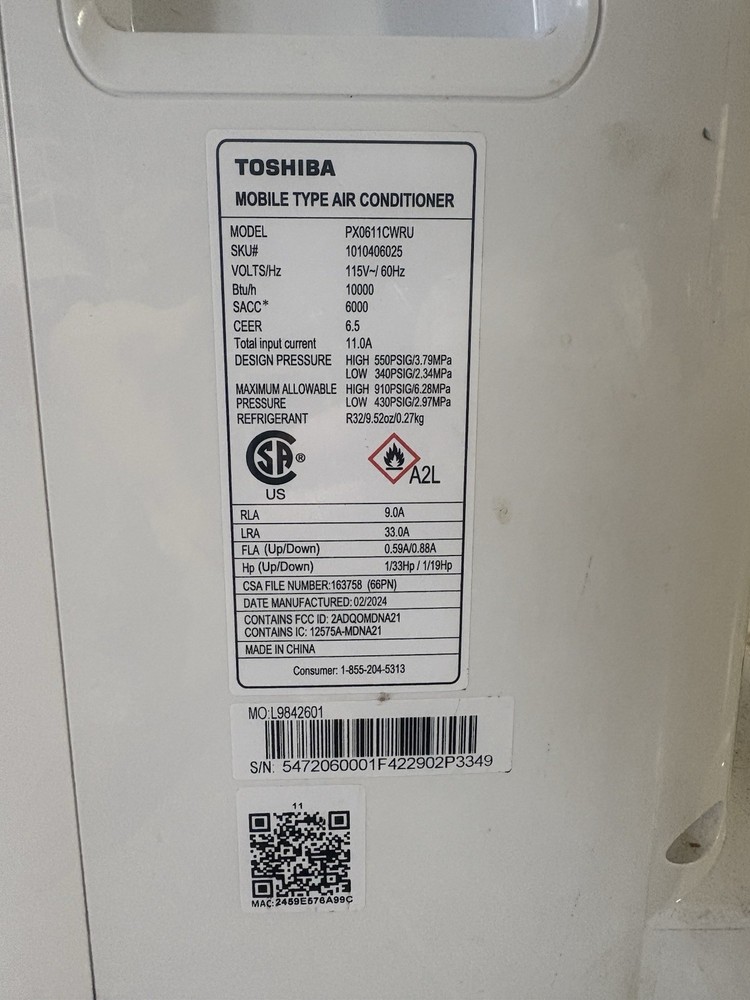 TOSHIBA
MOBILE TYPE AIR CONDITIONER
MODEL PX0611CWRU
SKU# 1010406025
VOLTS/Hz 115V~/ 60Hz
Btu/h 10000
SACC* 6000
CEER 6.5
Total input current 11.0A
DESIGN PRESSURE HIGH 550PSIG/3.79MPa
LOW 340PSIG/2.34MPa
MAXIMUM ALLOWABLE HIGH 910PSIG/6.28MPa
PRESSURE LOW 430PSIG/2.97MPa
REFRIGERANT R32/9.52oz/0.27kg
SA ® A2L
US
RLA 9.0A
LRA 33.0A
FLA (Up/Down) 0.59A/0.88A
Hp (Up/Down) 1/33Hp / 1/19Hp
CSA FILE NUMBER:163758 (66PN)
DATE MANUFACTURED: 02/2024
CONTAINS FCC ID: 2ADQOMDNA21
CONTAINS IC: 12575A-MDNA21
MADE IN CHINA
Consumer: 1-855-204-5313
MO:L9842601
S/N: 5472060001F422902P3349
11
MAC:2459E576A99C